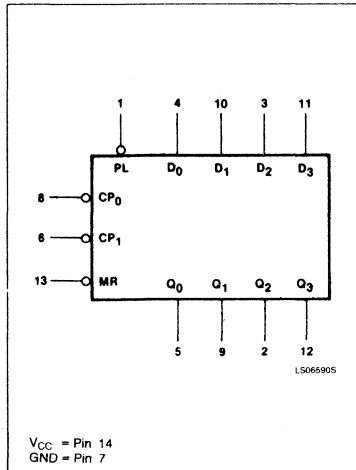 1 4 10 3 11
PL D0 D1 D2 D3
8 CP0
6 CP1
13 MR Q0 Q1 Q2 Q3
5 9 2 12
LS06590S
VCC = Pin 14
GND = Pin 7